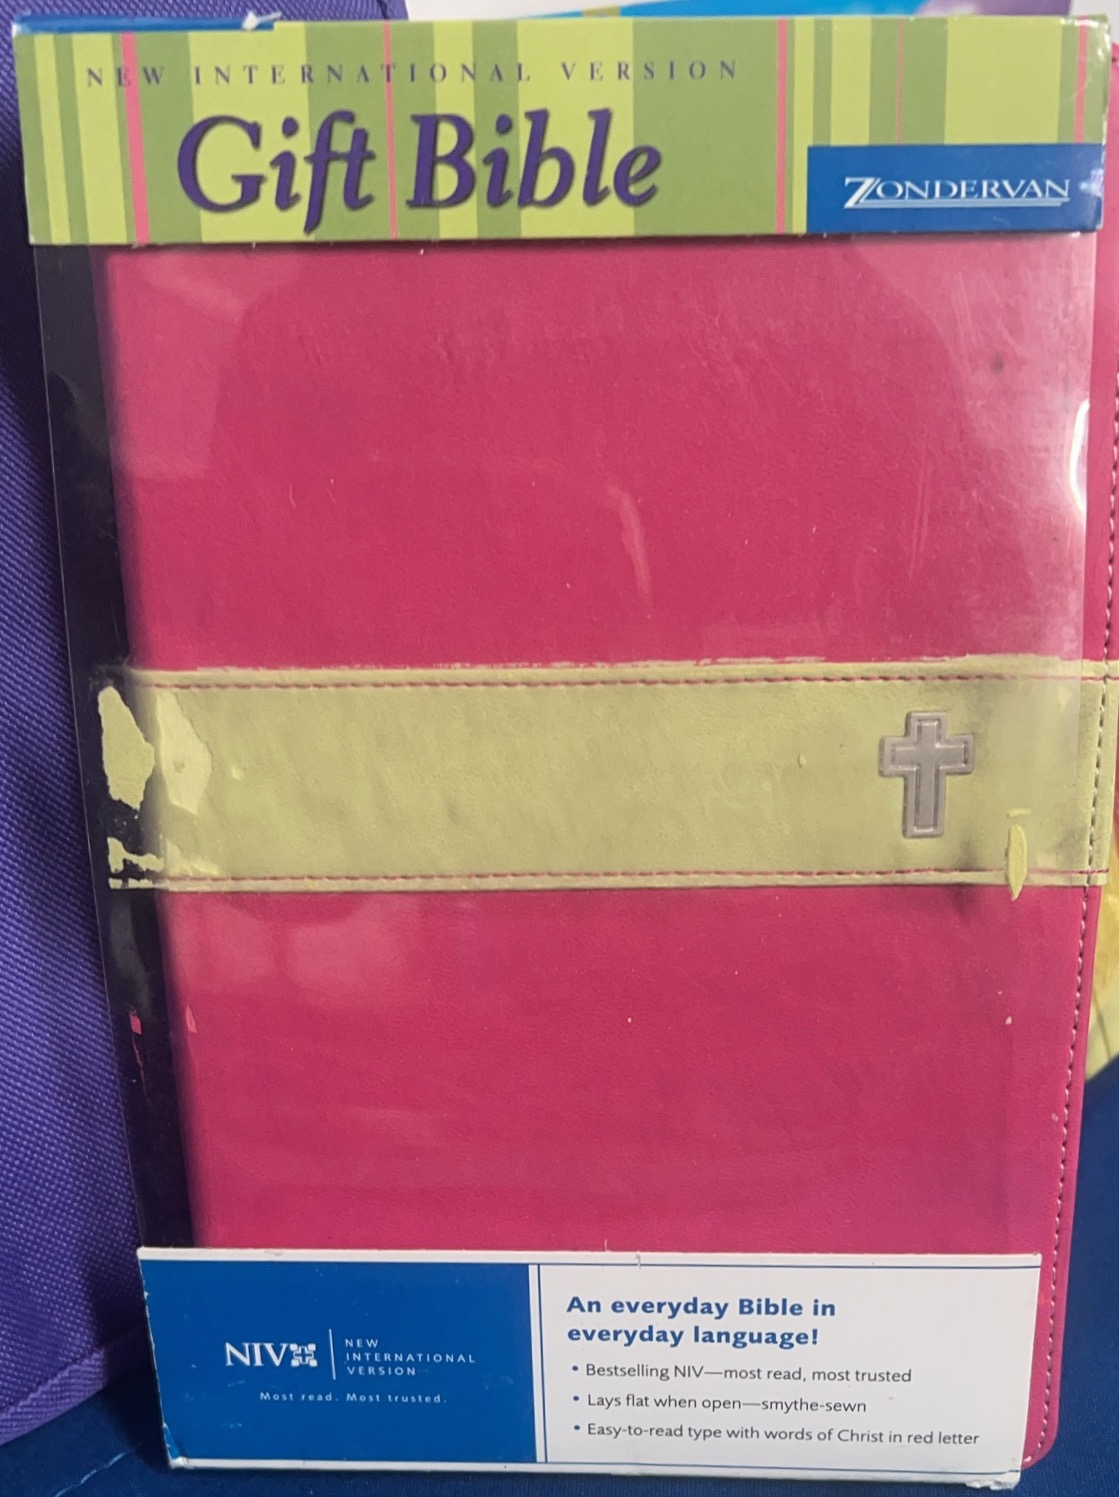 NEW INTERNATIONAL VERSION
Gift Bible
ZONDERVAN
NIV
NEW
INTERNATIONAL
VERSION
Most read. Most trusted.
An everyday Bible in
everyday language!
• Bestselling NIV—most read, most trusted
• Lays flat when open—smythe-sewn
• Easy-to-read type with words of Christ in red letter